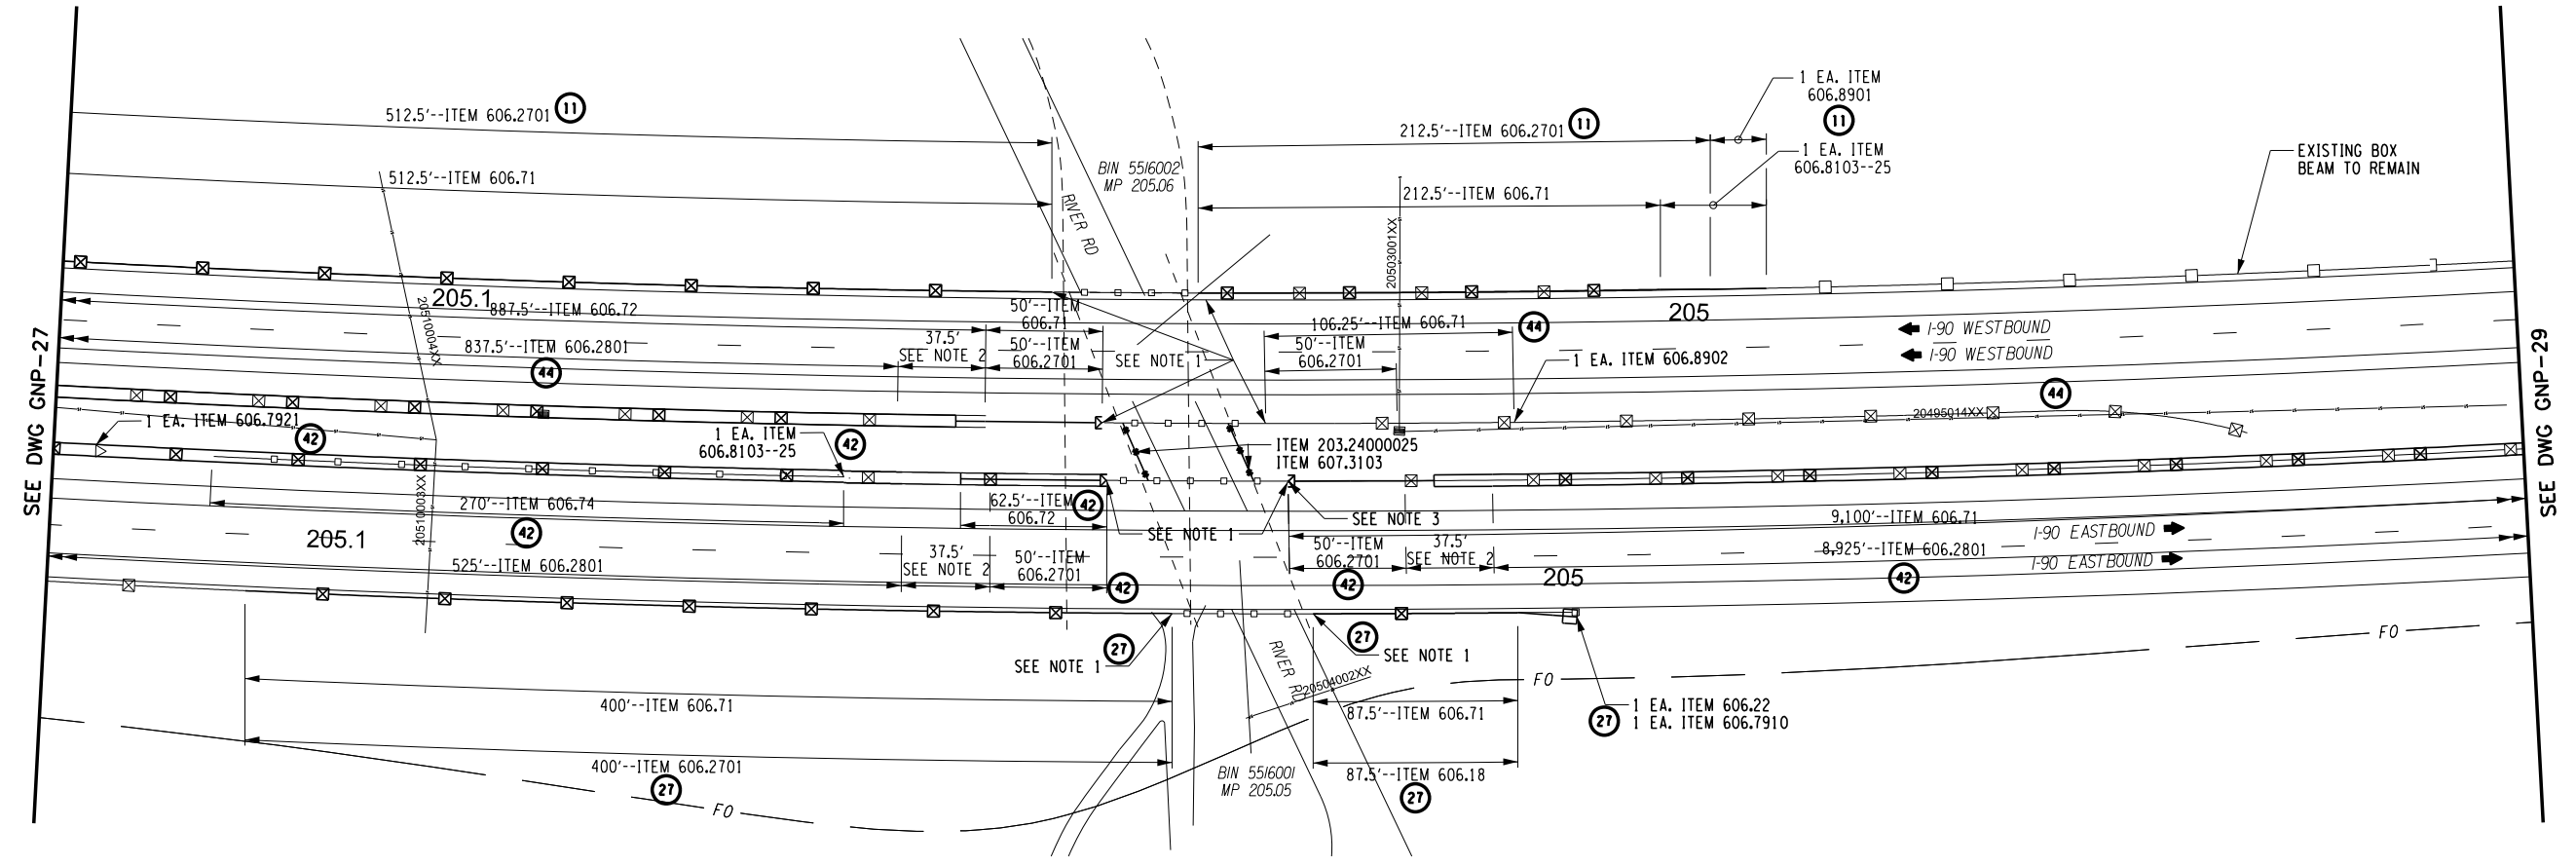 1 EA. ITEM
606.8901
11
512.5'--ITEM 606.2701 11
212.5'--ITEM 606.2701 11
1 EA. ITEM
606.8103--25
EXISTING BOX
BEAM TO REMAIN
BIN 5516002
MP 205.06
512.5'--ITEM 606.71
212.5'--ITEM 606.71
RIVER RD
20503001XX
205.1
887.5'--ITEM 606.72
50'--ITEM
606.71
106.25'--ITEM 606.71
44
205
I-90 WESTBOUND
I-90 WESTBOUND
20510004XX
837.5'--ITEM 606.2801
44
37.5'
SEE NOTE 2
50'--ITEM
606.2701
SEE NOTE 1
50'--ITEM
606.2701
1 EA. ITEM 606.8902
44
20495014XX
SEE DWG GNP-27
SEE DWG GNP-29
1 EA. ITEM 606.7921
42
1 EA. ITEM
606.8103--25
42
ITEM 203.24000025
ITEM 607.3103
270'--ITEM 606.74
42
20510003XX
62.5'--ITEM
606.72
42
SEE NOTE 1
SEE NOTE 3
9,100'--ITEM 606.71
I-90 EASTBOUND
205.1
525'--ITEM 606.2801
37.5'
SEE NOTE 2
50'--ITEM
606.2701
42
50'--ITEM
606.2701
42
37.5'
SEE NOTE 2
205
8,925'--ITEM 606.2801
42
I-90 EASTBOUND
27
SEE NOTE 1
27
SEE NOTE 1
RIVER RD
20504002XX
FO
FO
400'--ITEM 606.71
87.5'--ITEM 606.71
27
1 EA. ITEM 606.22
1 EA. ITEM 606.7910
400'--ITEM 606.2701
27
BIN 5516001
MP 205.05
87.5'--ITEM 606.18
27
FO